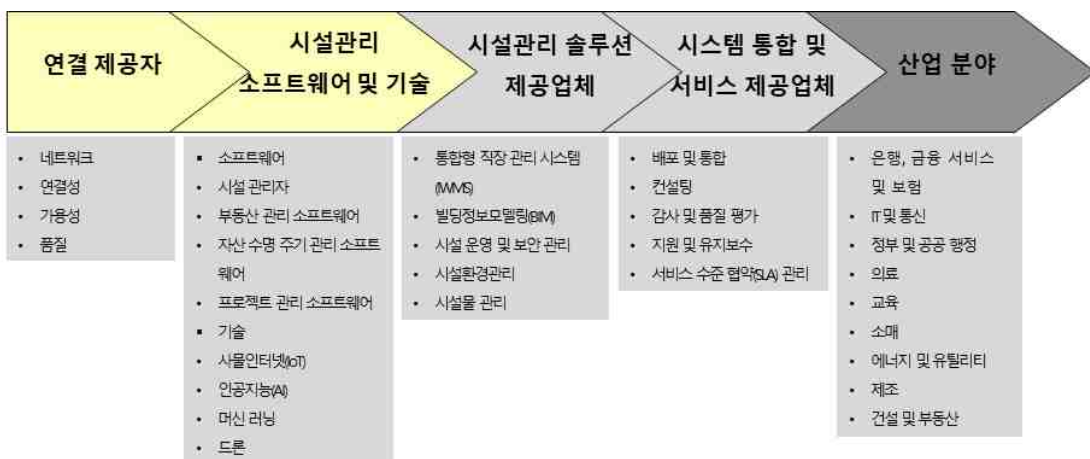 연결 제공자
시설관리
소프트웨어 및 기술
시설관리 솔루션
제공업체
시스템 통합 및
서비스 제공업체
산업 분야
• 네트워크
• 연결성
• 가용성
• 품질
▪ 소프트웨어
• 시설 관리자
• 부동산 관리 소프트웨어
• 자산 수명 주기 관리 소프트
웨어
• 프로젝트 관리 소프트웨어
▪ 기술
• 사물인터넷(IoT)
• 인공지능(AI)
• 머신 러닝
• 드론
• 통합형 직장 관리 시스템
(IWMS)
• 빌딩정보모델링(BIM)
• 시설 운영 및 보안 관리
• 시설환경관리
• 시설물 관리
• 배포 및 통합
• 컨설팅
• 감사 및 품질 평가
• 지원 및 유지보수
• 서비스 수준 협약(SLA) 관리
• 은행, 금융 서비스
및 보험
• IT 및 통신
• 정부 및 공공 행정
• 의료
• 교육
• 소매
• 에너지 및 유틸리티
• 제조
• 건설 및 부동산